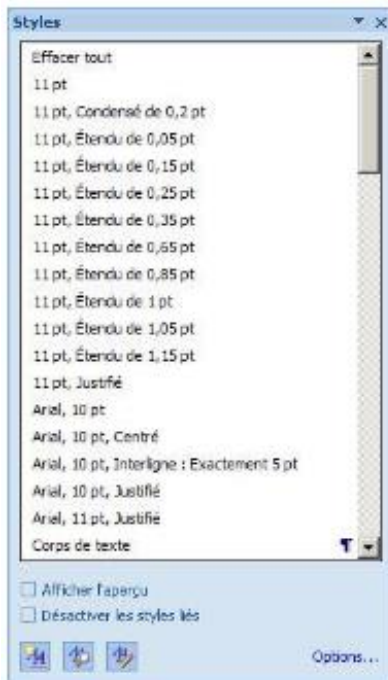 Styles
Effacer tout
11 pt
11 pt, Condensé de 0,2 pt
11 pt, Étendu de 0,05 pt
11 pt, Étendu de 0,15 pt
11 pt, Étendu de 0,25 pt
11 pt, Étendu de 0,35 pt
11 pt, Étendu de 0,65 pt
11 pt, Étendu de 0,85 pt
11 pt, Étendu de 1 pt
11 pt, Étendu de 1,05 pt
11 pt, Étendu de 1,15 pt
11 pt, Justifié
Arial, 10 pt
Arial, 10 pt, Centré
Arial, 10 pt, Interligne : Exactement 5 pt
Arial, 10 pt, Justifié
Arial, 11 pt, Justifié
Corps de texte ¶
Afficher l'aperçu
Désactiver les styles liés
Options...